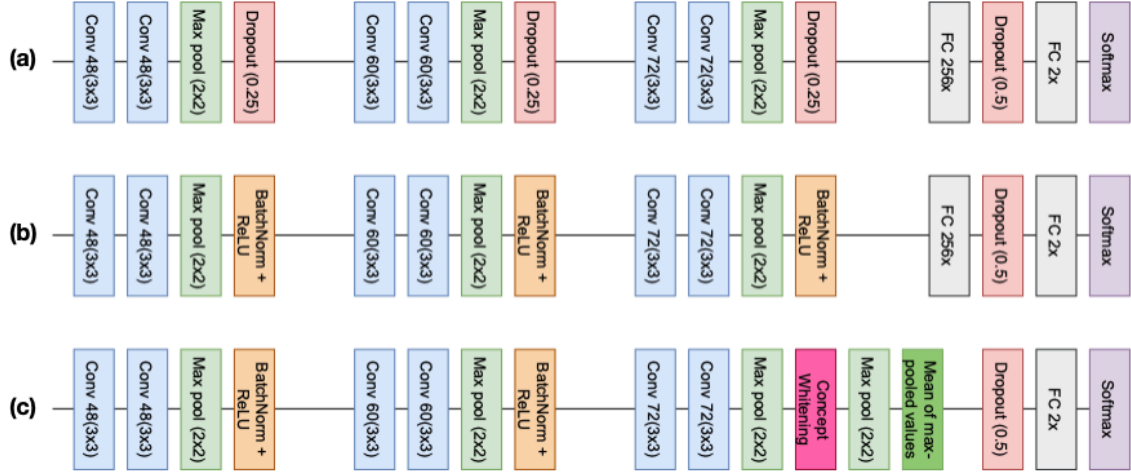 (a)
Conv 48(3x3)
Conv 48(3x3)
Max pool (2x2)
Dropout (0.25)
Conv 60(3x3)
Conv 60(3x3)
Max pool (2x2)
Dropout (0.25)
Conv 72(3x3)
Conv 72(3x3)
Max pool (2x2)
Dropout (0.25)
FC 256x
Dropout (0.5)
FC 2x
Softmax
(b)
Conv 48(3x3)
Conv 48(3x3)
Max pool (2x2)
BatchNorm +
ReLU
Conv 60(3x3)
Conv 60(3x3)
Max pool (2x2)
BatchNorm +
ReLU
Conv 72(3x3)
Conv 72(3x3)
Max pool (2x2)
BatchNorm +
ReLU
FC 256x
Dropout (0.5)
FC 2x
Softmax
(c)
Conv 48(3x3)
Conv 48(3x3)
Max pool (2x2)
BatchNorm +
ReLU
Conv 60(3x3)
Conv 60(3x3)
Max pool (2x2)
BatchNorm +
ReLU
Conv 72(3x3)
Conv 72(3x3)
Max pool (2x2)
Concept
Whitening
Max pool (2x2)
Mean of max-
pooled values
Dropout (0.5)
FC 2x
Softmax